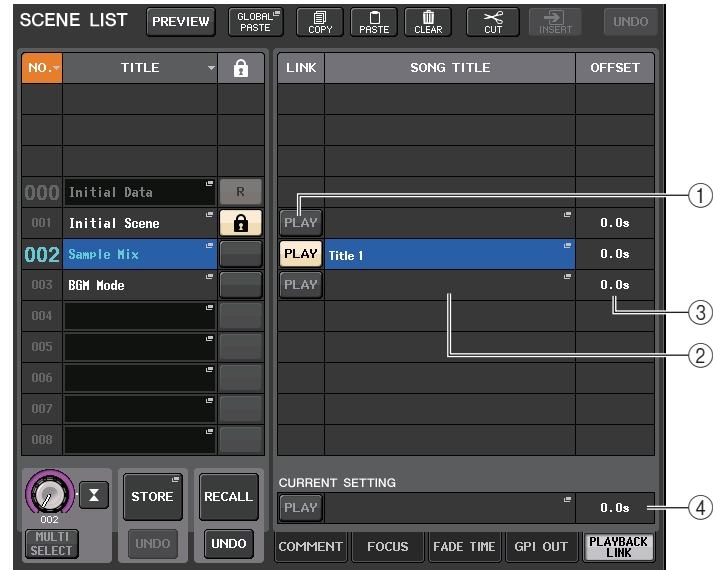 SCENE LIST PREVIEW GLOBAL PASTE COPY PASTE CLEAR CUT INSERT UNDO
NO. TITLE LINK SONG TITLE OFFSET
000 Initial Data R
001 Initial Scene PLAY 0.0s ①
002 Sample Mix PLAY Title 1 0.0s
003 BGM Mode PLAY 0.0s
004 ③
005 ②
006
007
008
CURRENT SETTING
STORE RECALL PLAY 0.0s ④
002
MULTI SELECT UNDO UNDO COMMENT FOCUS FADE TIME GPI OUT PLAYBACK LINK